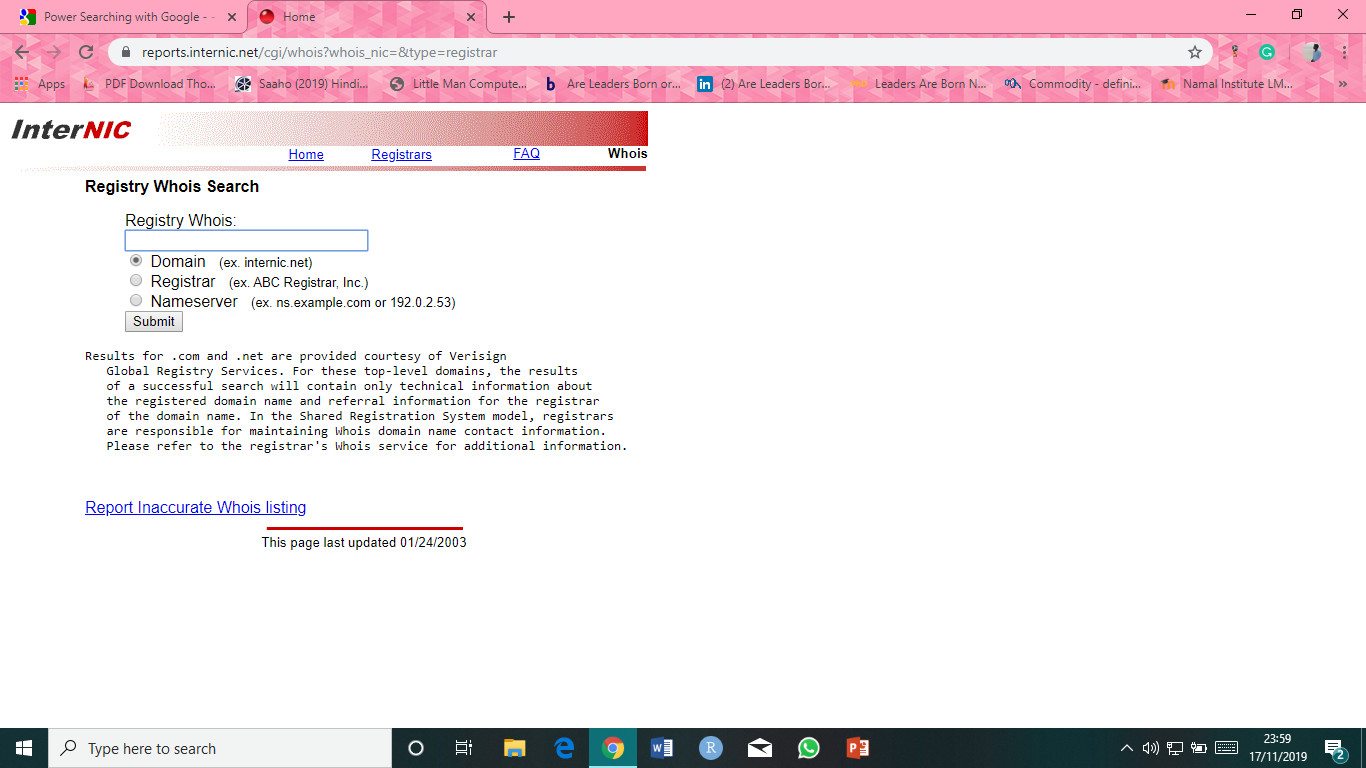 Power Searching with Google -
Home
reports.internic.net/cgi/whois?whois_nic=&type=registrar
Apps
PDF Download Tho...
Saaho (2019) Hindi...
Little Man Compute...
Are Leaders Born or...
(2) Are Leaders Bor...
Leaders Are Born N...
Commodity - defini...
Namal Institute LM...
InterNIC
Home
Registrars
FAQ
Whois
Registry Whois Search
Registry Whois:
Domain (ex. internic.net)
Registrar (ex. ABC Registrar, Inc.)
Nameserver (ex. ns.example.com or 192.0.2.53)
Submit
Results for .com and .net are provided courtesy of Verisign
Global Registry Services. For these top-level domains, the results
of a successful search will contain only technical information about
the registered domain name and referral information for the registrar
of the domain name. In the Shared Registration System model, registrars
are responsible for maintaining Whois domain name contact information.
Please refer to the registrar's Whois service for additional information.
Report Inaccurate Whois listing
This page last updated 01/24/2003
Type here to search
23:59
17/11/2019
2